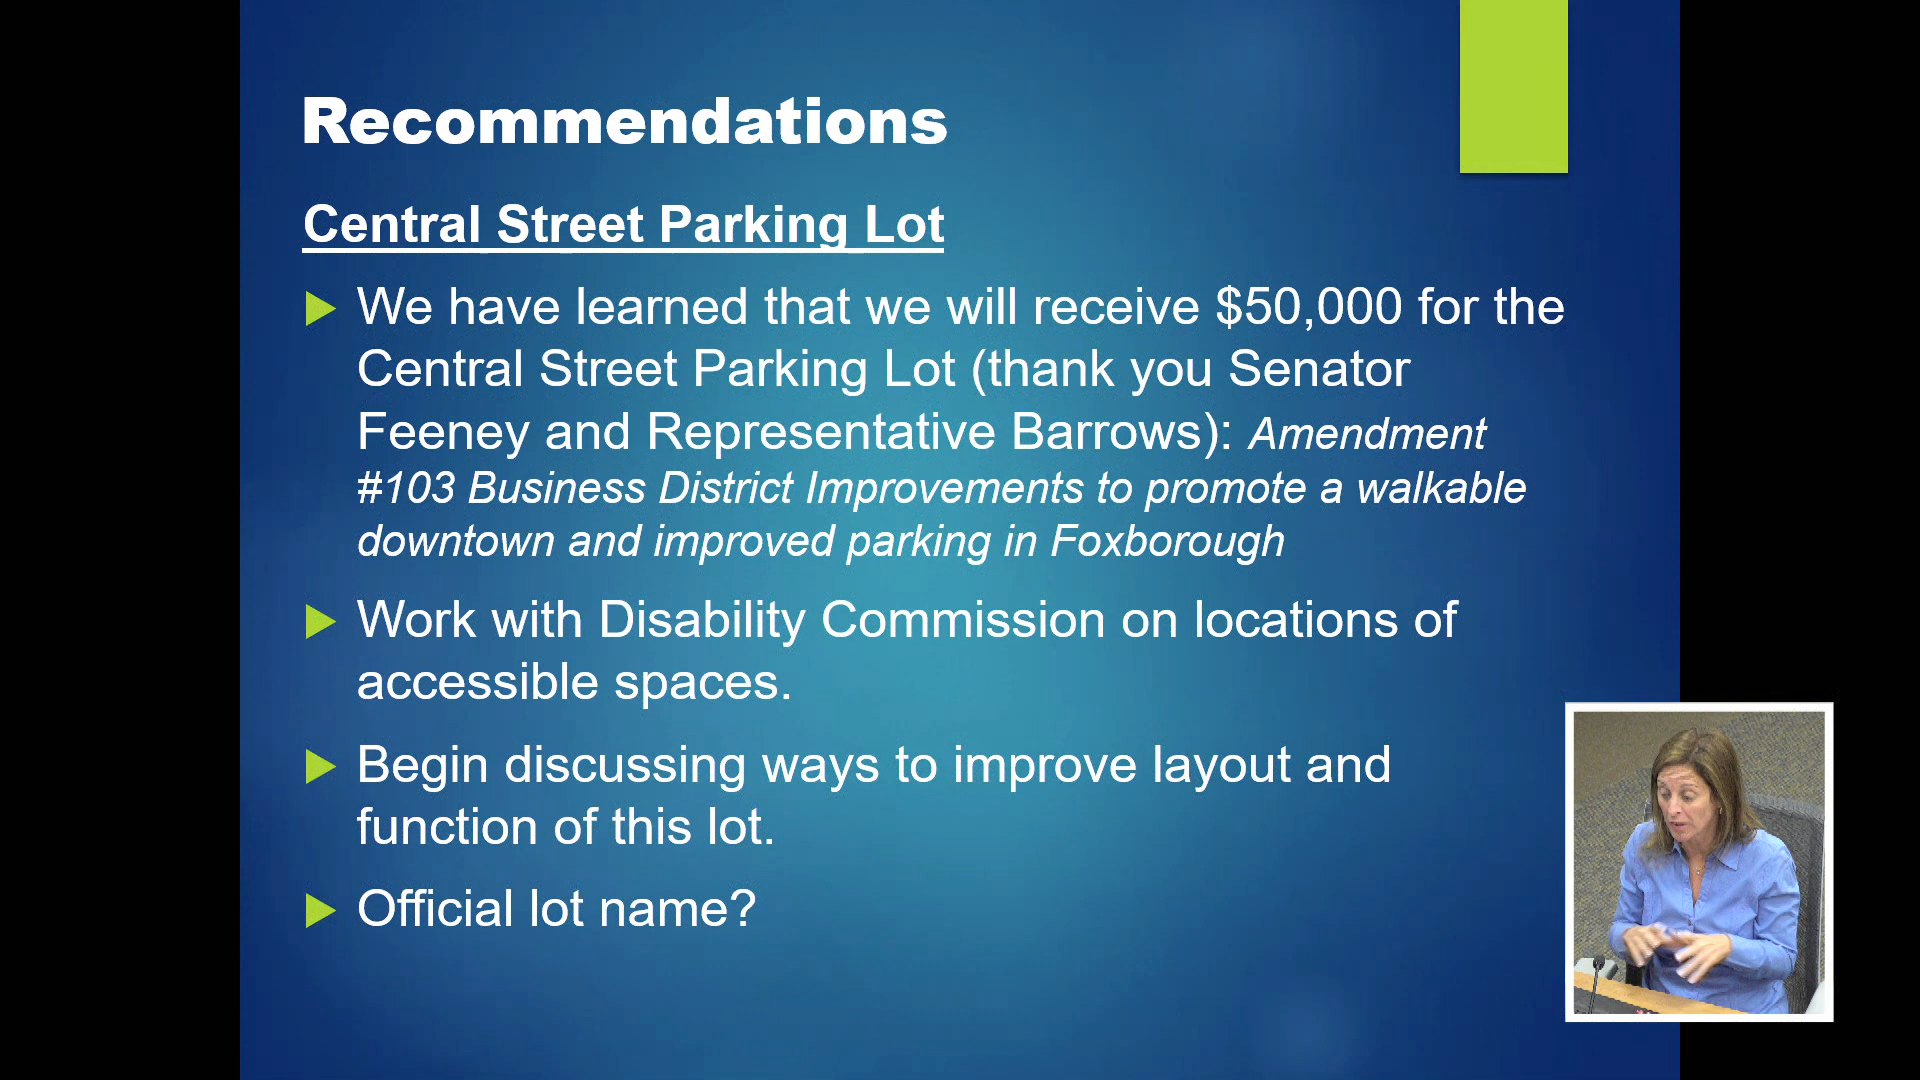 Recommendations
Central Street Parking Lot
We have learned that we will receive $50,000 for the
Central Street Parking Lot (thank you Senator
Feeney and Representative Barrows): Amendment
#103 Business District Improvements to promote a walkable
downtown and improved parking in Foxborough
Work with Disability Commission on locations of
accessible spaces.
Begin discussing ways to improve layout and
function of this lot.
Official lot name?